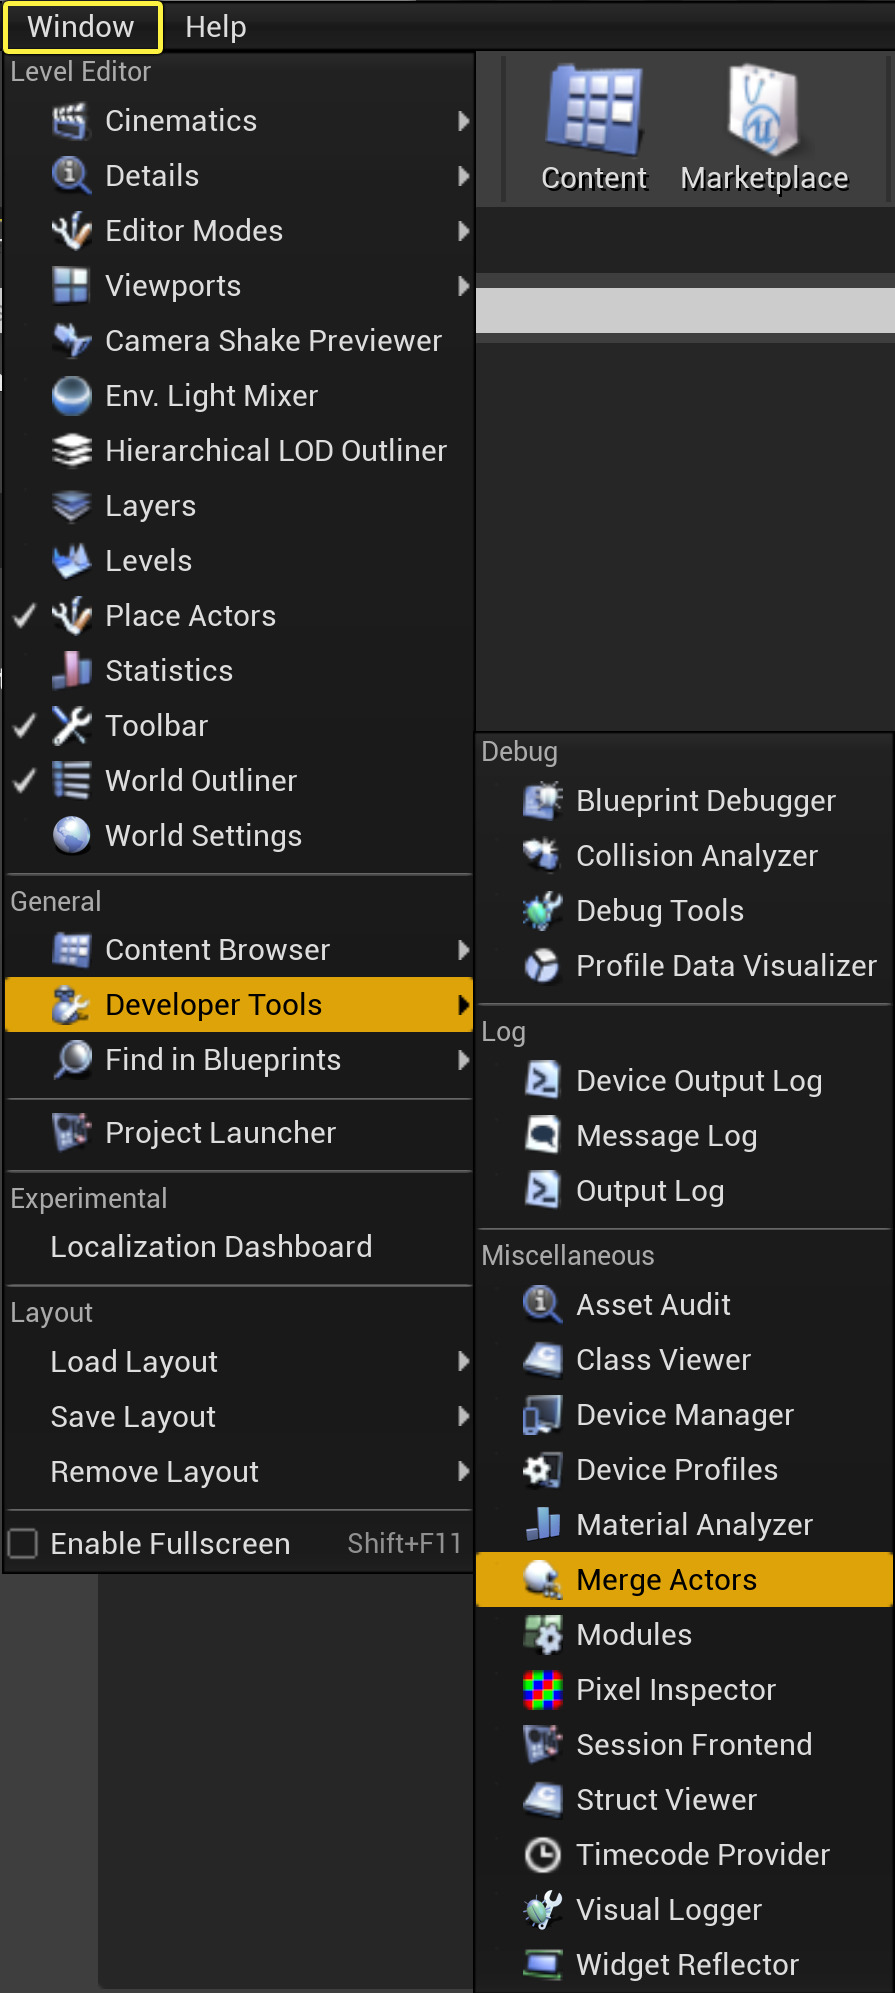 Window Help
Level Editor
Content Marketplace
Cinematics
Details
Editor Modes
Viewports
Camera Shake Previewer
Env. Light Mixer
Hierarchical LOD Outliner
Layers
Levels
Place Actors
Statistics
Toolbar
World Outliner
World Settings
General
Content Browser
Developer Tools
Find in Blueprints
Project Launcher
Experimental
Localization Dashboard
Layout
Load Layout
Save Layout
Remove Layout
Enable Fullscreen Shift+F11
Debug
Blueprint Debugger
Collision Analyzer
Debug Tools
Profile Data Visualizer
Log
Device Output Log
Message Log
Output Log
Miscellaneous
Asset Audit
Class Viewer
Device Manager
Device Profiles
Material Analyzer
Merge Actors
Modules
Pixel Inspector
Session Frontend
Struct Viewer
Timecode Provider
Visual Logger
Widget Reflector